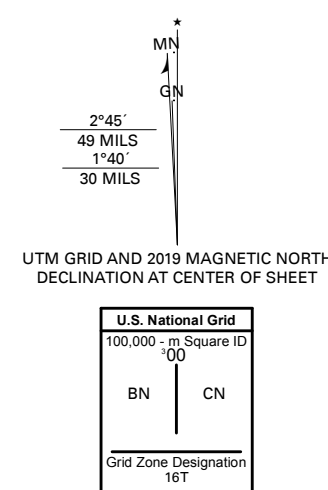 ★
MN
GN
2°45´
49 MILS
1°40´
30 MILS
UTM GRID AND 2019 MAGNETIC NORTH
DECLINATION AT CENTER OF SHEET
U.S. National Grid
100,000 - m Square ID
³00
BN CN
Grid Zone Designation
16T